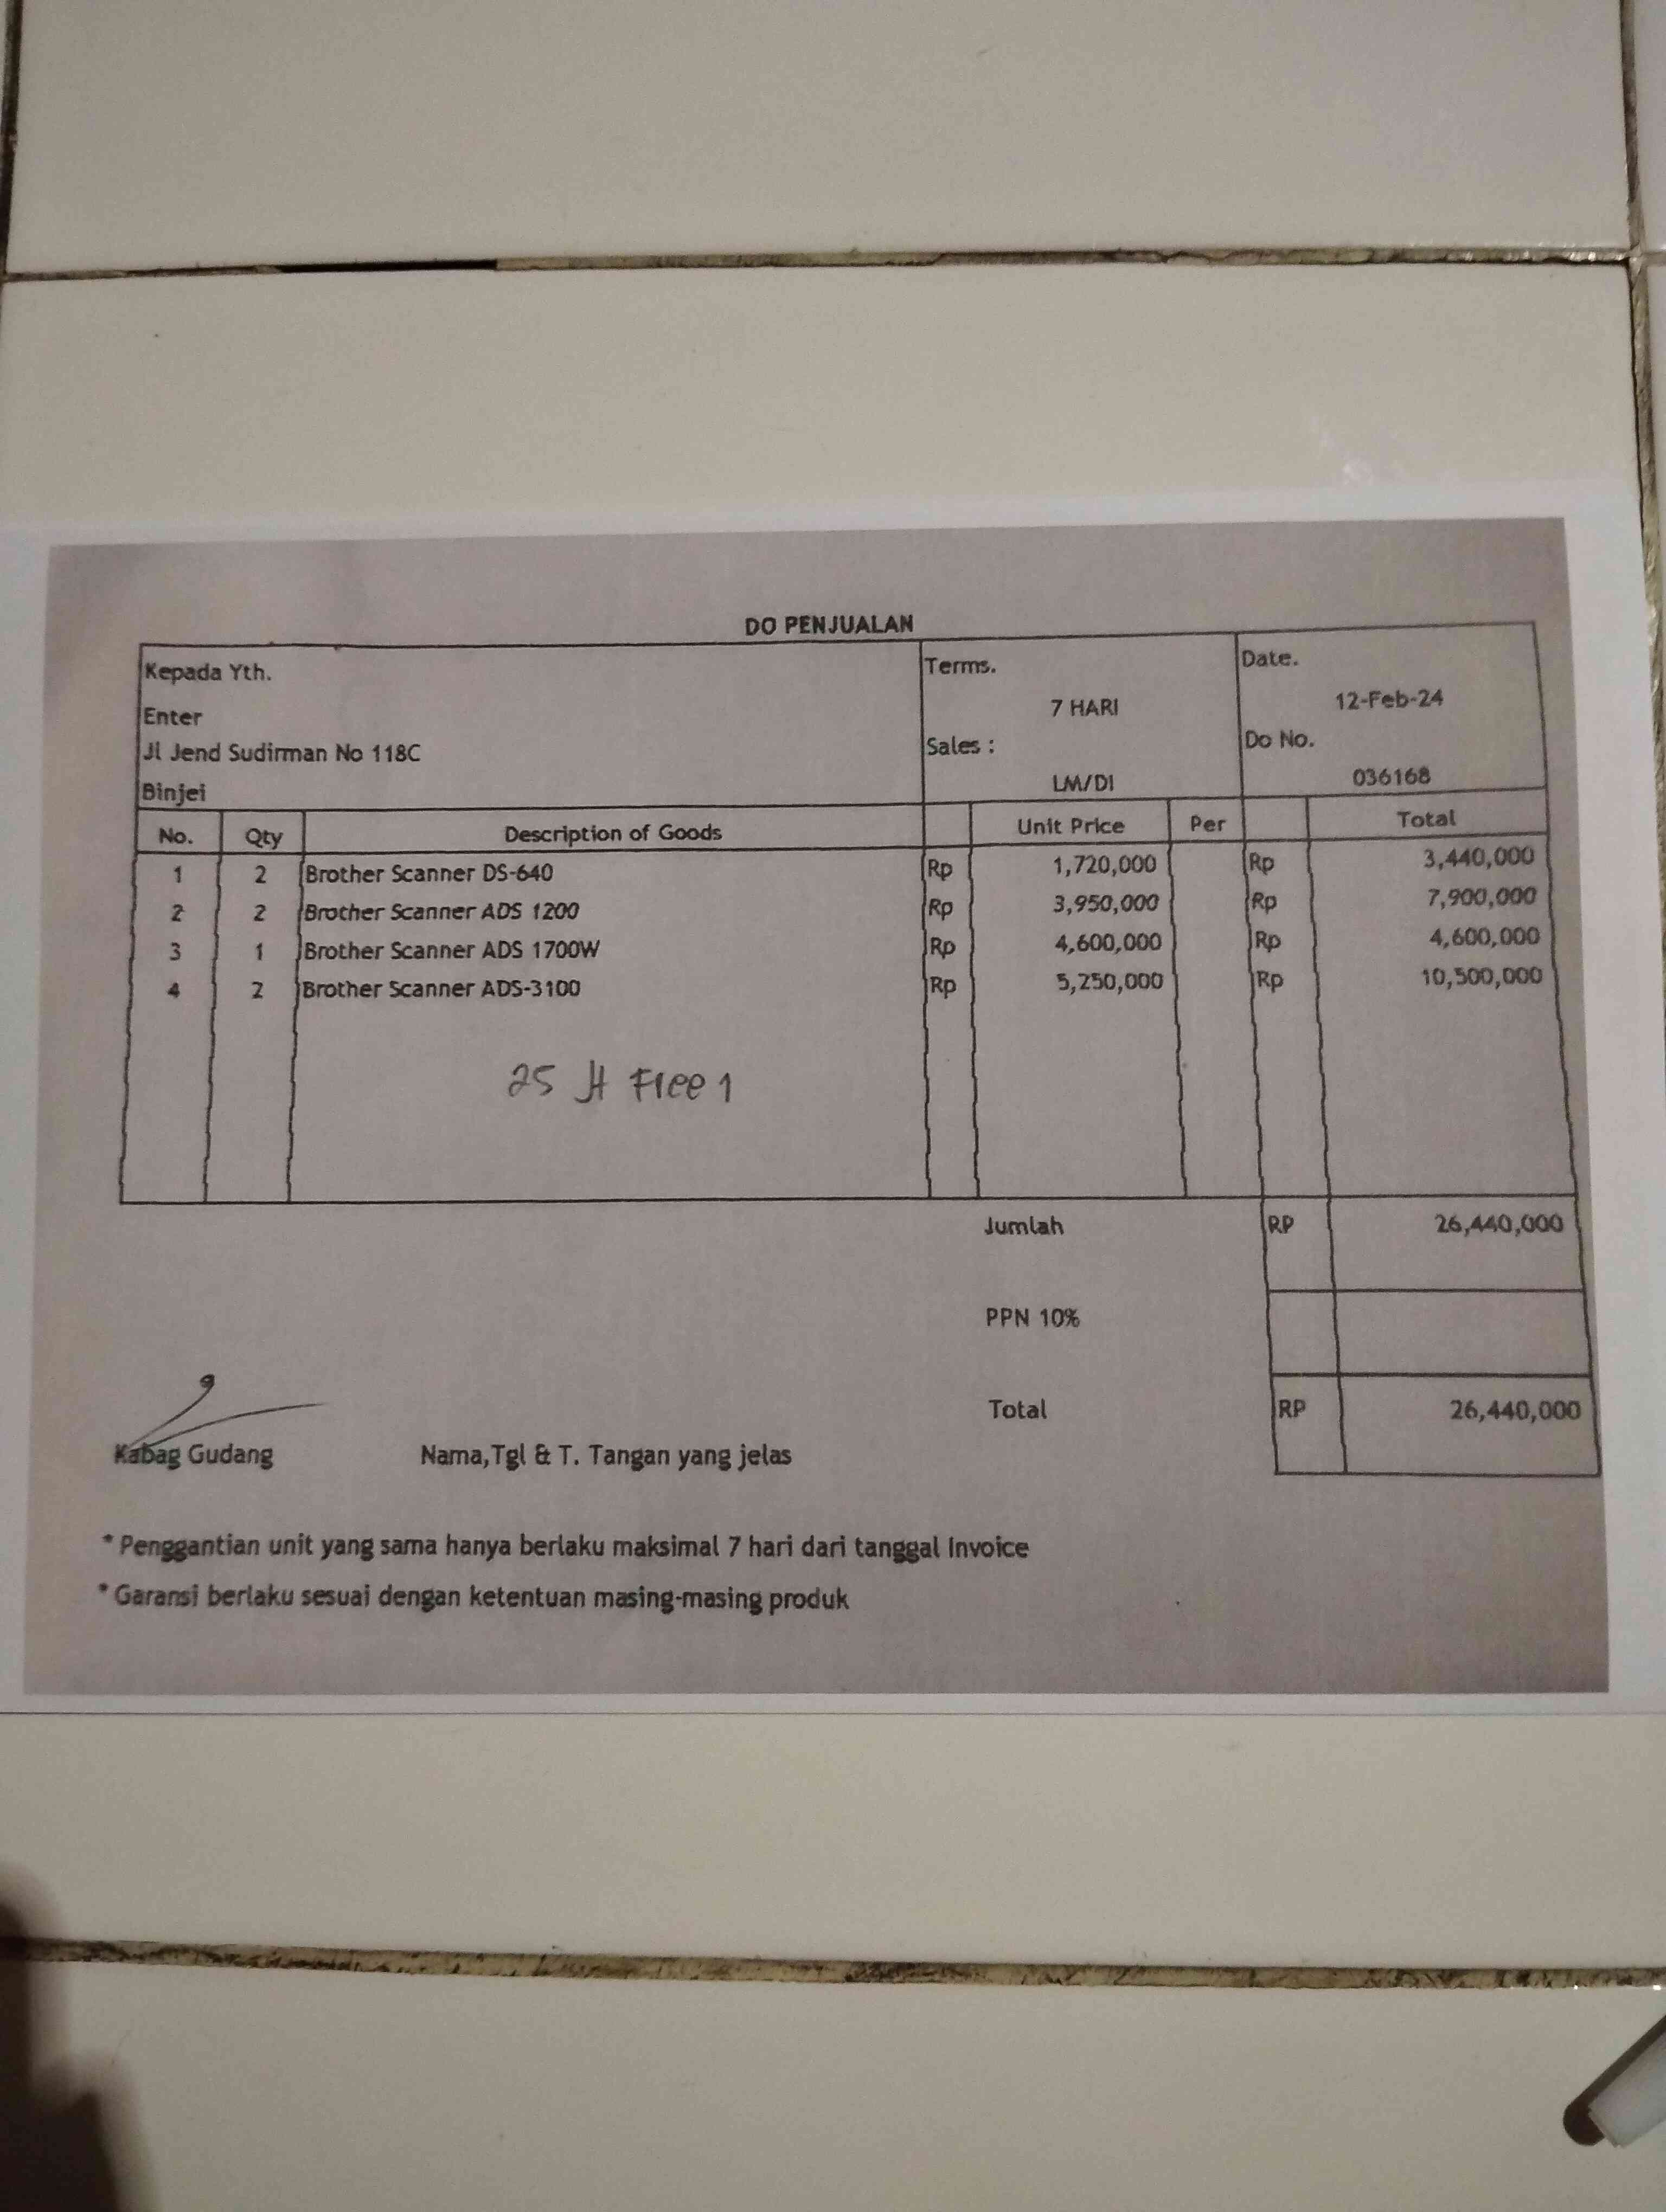 DO PENJUALAN
Kepada Yth.
Enter
Jl Jend Sudirman No 118C
Binjei
Terms.
7 HARI
Sales :
LM/DI
Date.
12-Feb-24
Do No.
036168
No. Qty Description of Goods Unit Price Per Total
1 2 Brother Scanner DS-640 Rp 1,720,000 Rp 3,440,000
2 2 Brother Scanner ADS 1200 Rp 3,950,000 Rp 7,900,000
3 1 Brother Scanner ADS 1700W Rp 4,600,000 Rp 4,600,000
4 2 Brother Scanner ADS-3100 Rp 5,250,000 Rp 10,500,000
25 Jt Free 1
Jumlah RP 26,440,000
PPN 10%
Total RP 26,440,000
Kabag Gudang Nama,Tgl & T. Tangan yang jelas
* Penggantian unit yang sama hanya berlaku maksimal 7 hari dari tanggal Invoice
* Garansi berlaku sesuai dengan ketentuan masing-masing produk